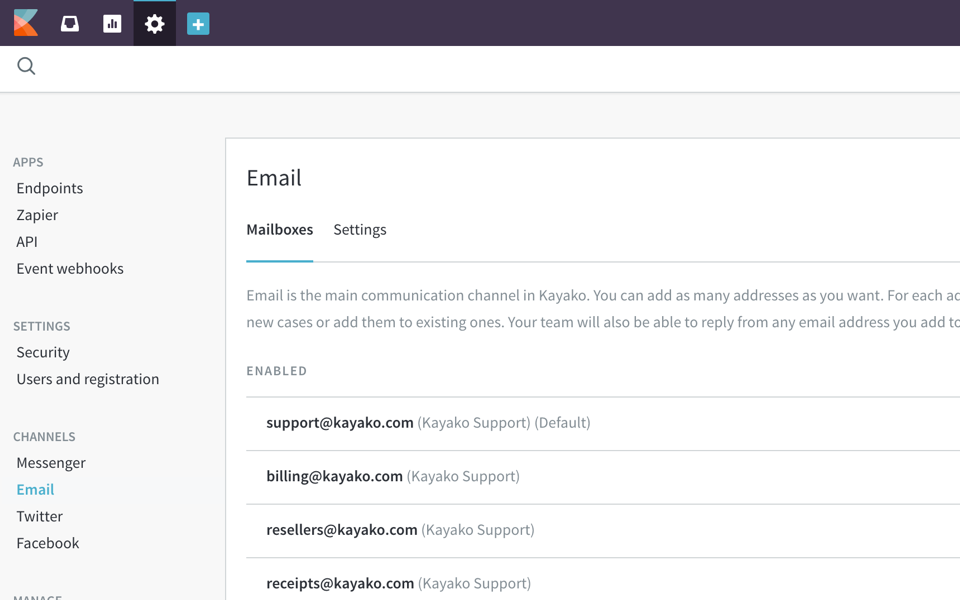 APPS
Endpoints
Zapier
API
Event webhooks
SETTINGS
Security
Users and registration
CHANNELS
Messenger
Email
Twitter
Facebook
MANAGE
Email
Mailboxes Settings
Email is the main communication channel in Kayako. You can add as many addresses as you want. For each
new cases or add them to existing ones. Your team will also be able to reply from any email address you add to
ENABLED
support@kayako.com (Kayako Support) (Default)
billing@kayako.com (Kayako Support)
resellers@kayako.com (Kayako Support)
receipts@kayako.com (Kayako Support)